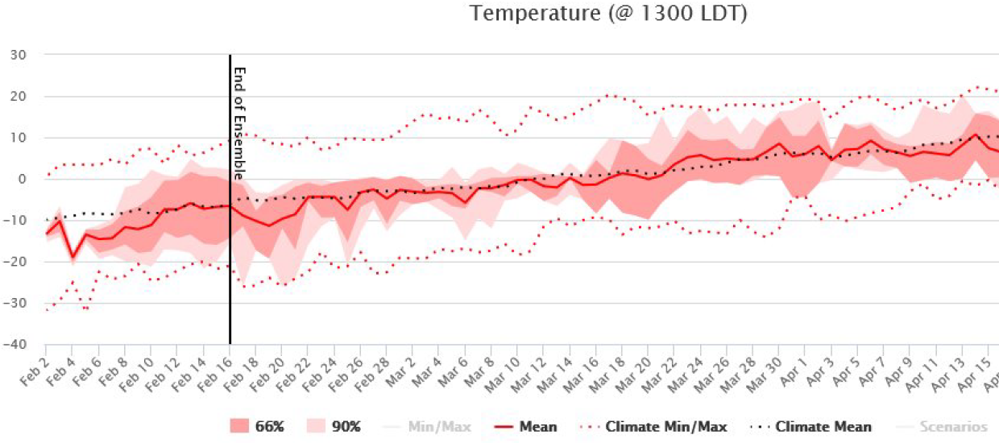 Temperature (@ 1300 LDT)
30
20
10
0
-10
-20
-30
-40
End of Ensemble
Feb 2
Feb 4
Feb 6
Feb 8
Feb 10
Feb 12
Feb 14
Feb 16
Feb 18
Feb 20
Feb 22
Feb 24
Feb 26
Feb 28
Mar 2
Mar 4
Mar 6
Mar 8
Mar 10
Mar 12
Mar 14
Mar 16
Mar 18
Mar 20
Mar 22
Mar 24
Mar 26
Mar 28
Mar 30
Apr 1
Apr 3
Apr 5
Apr 7
Apr 9
Apr 11
Apr 13
Apr 15
66% 90% Min/Max Mean Climate Min/Max Climate Mean Scenarios